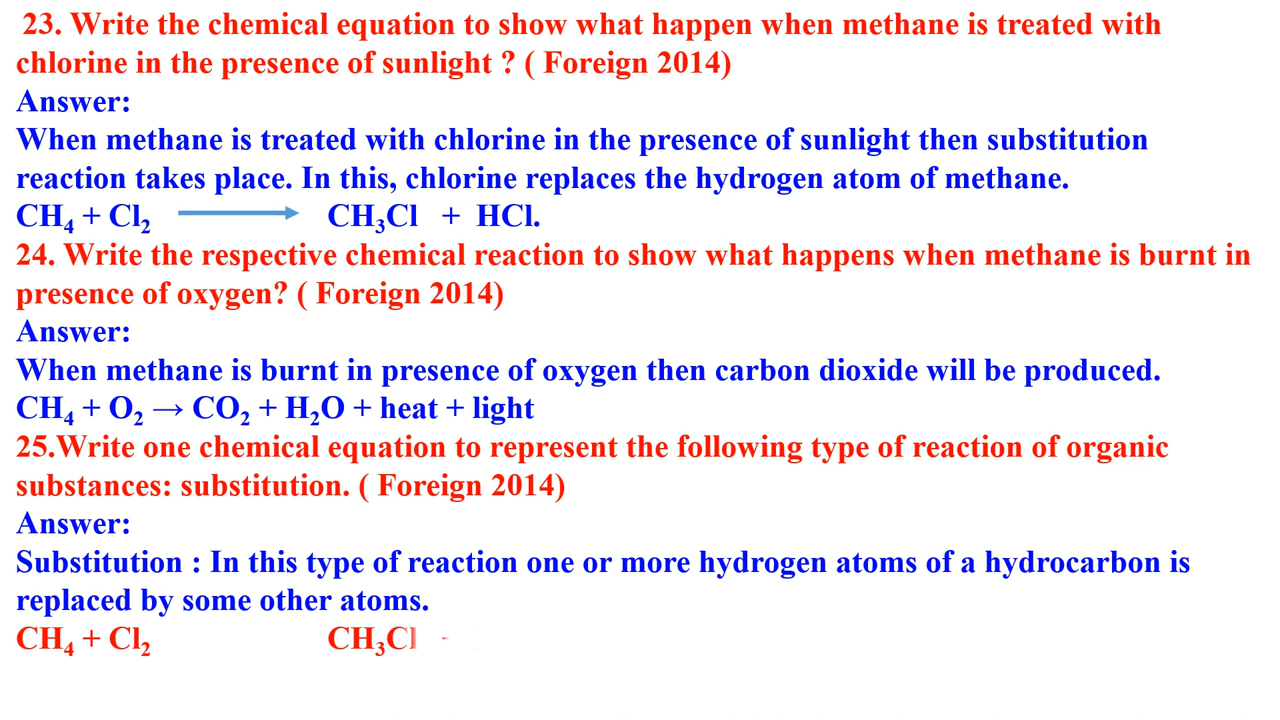 23. Write the chemical equation to show what happen when methane is treated with
chlorine in the presence of sunlight ? ( Foreign 2014)
Answer:
When methane is treated with chlorine in the presence of sunlight then substitution
reaction takes place. In this, chlorine replaces the hydrogen atom of methane.
CH₄ + Cl₂ ⟶ CH₃Cl + HCl.
24. Write the respective chemical reaction to show what happens when methane is burnt in
presence of oxygen? ( Foreign 2014)
Answer:
When methane is burnt in presence of oxygen then carbon dioxide will be produced.
CH₄ + O₂ → CO₂ + H₂O + heat + light
25.Write one chemical equation to represent the following type of reaction of organic
substances: substitution. ( Foreign 2014)
Answer:
Substitution : In this type of reaction one or more hydrogen atoms of a hydrocarbon is
replaced by some other atoms.
CH₄ + Cl₂ CH₃Cl